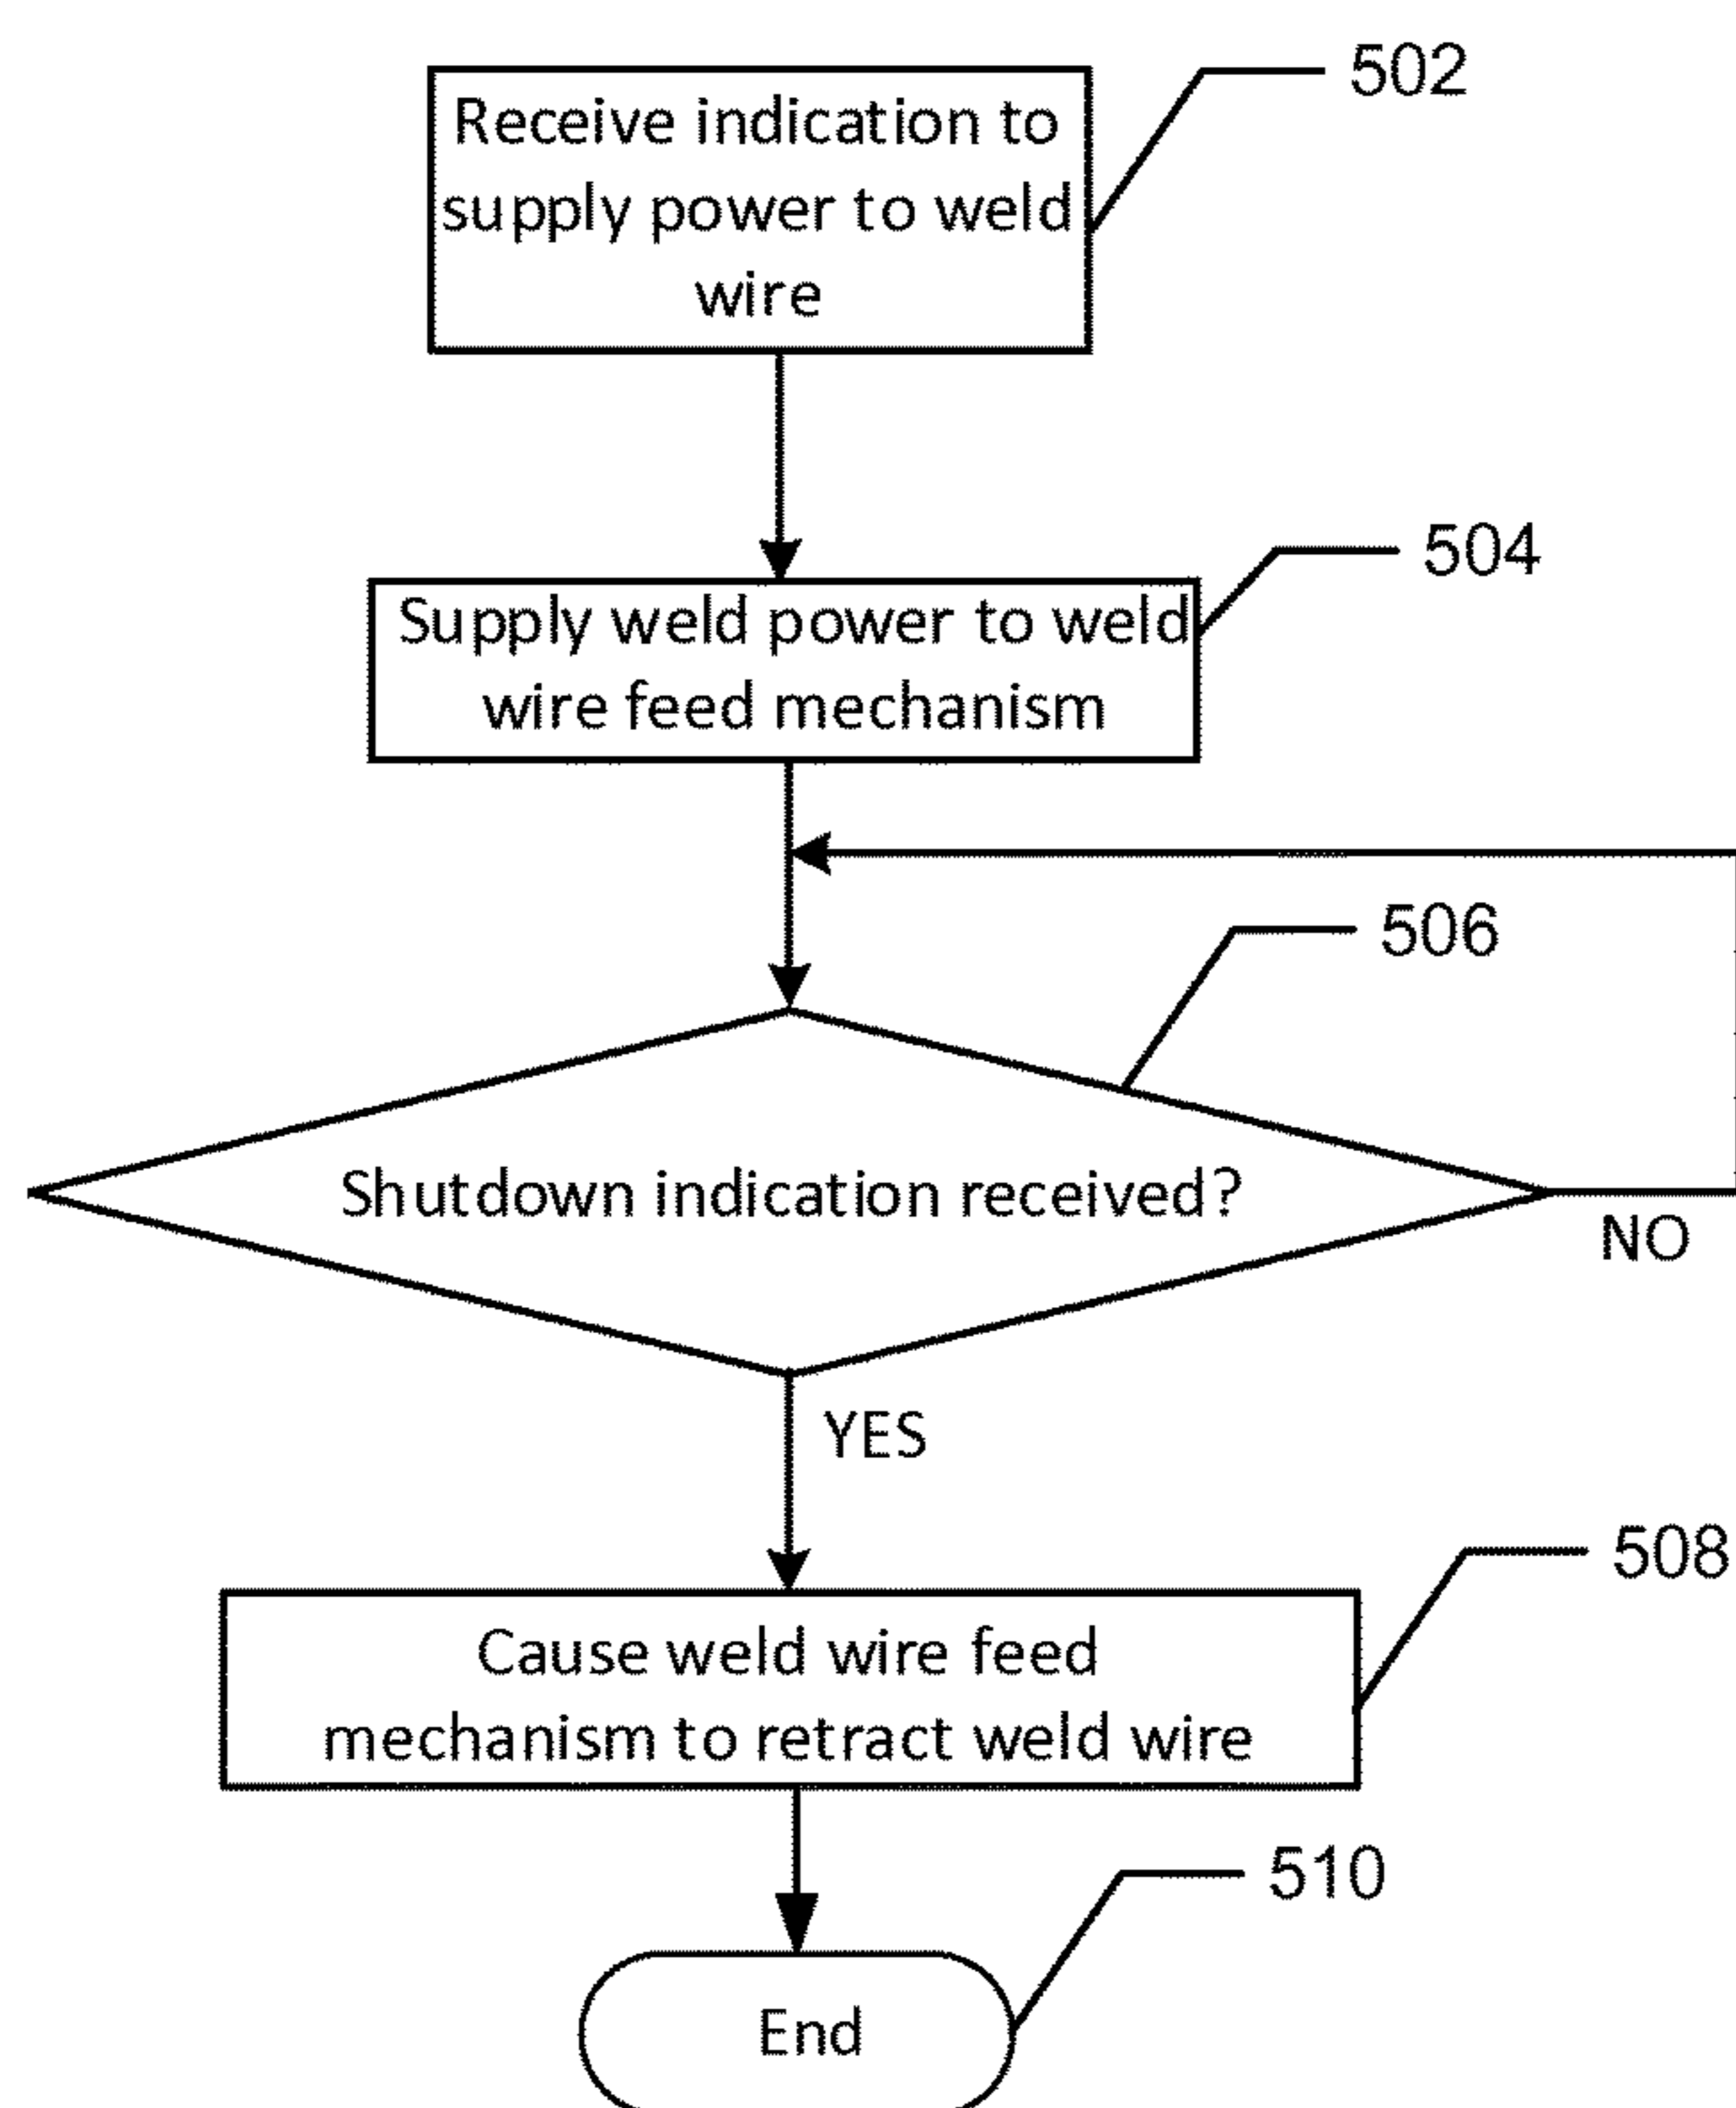 502
Receive indication to
supply power to weld
wire
504
Supply weld power to weld
wire feed mechanism
506
Shutdown indication received?
NO
YES
508
Cause weld wire feed
mechanism to retract weld wire
510
End